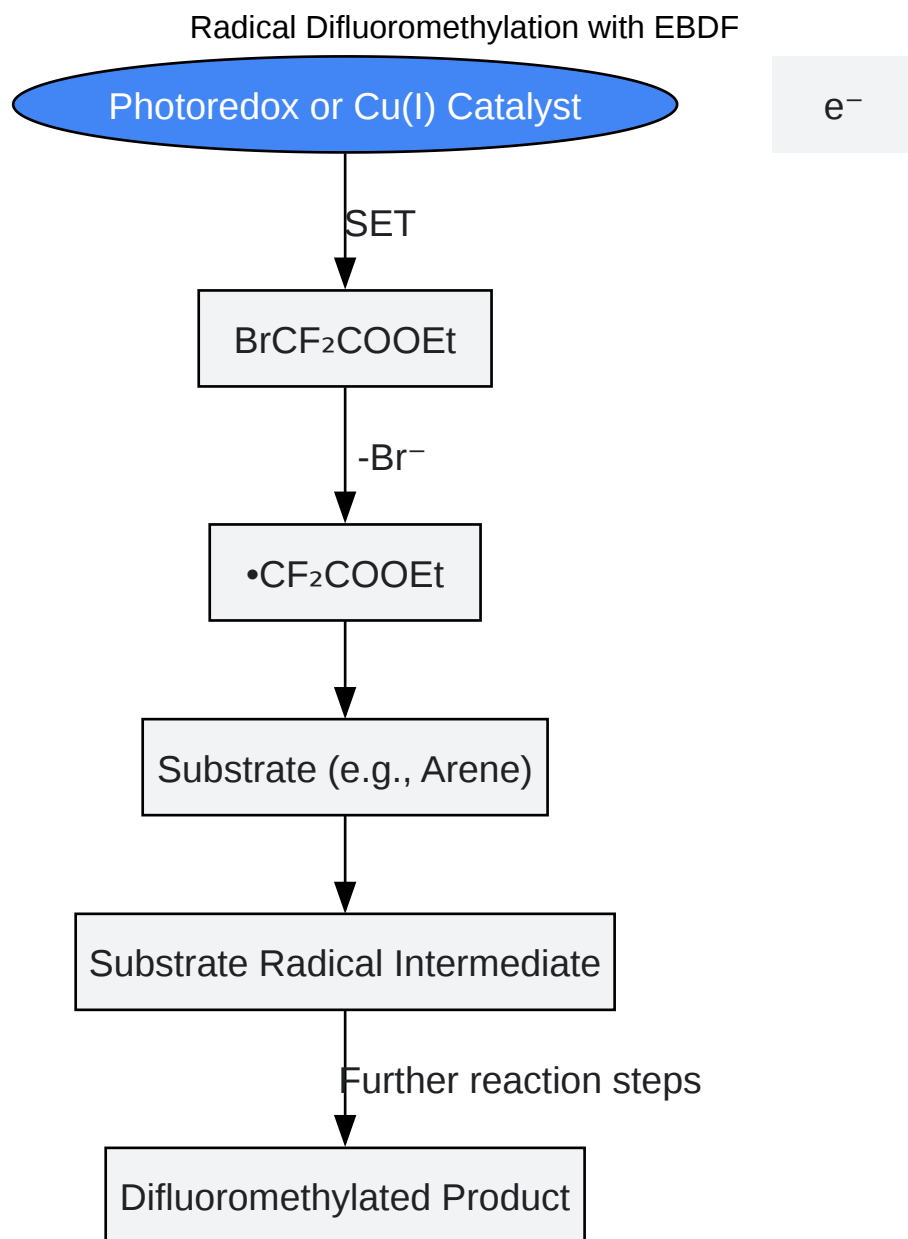 Radical Difluoromethylation with EBDF
Photoredox or Cu(I) Catalyst
e⁻
SET
BrCF₂COOEt
-Br⁻
•CF₂COOEt
Substrate (e.g., Arene)
Substrate Radical Intermediate
Further reaction steps
Difluoromethylated Product